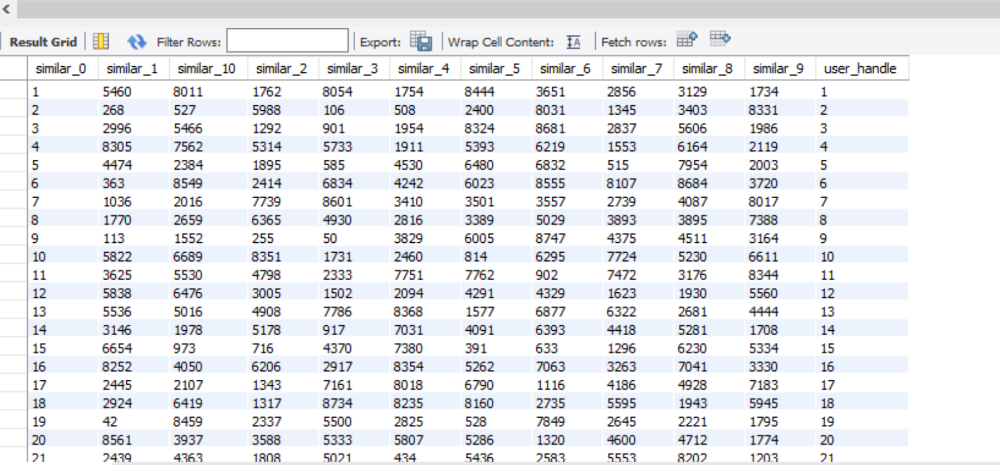 Result Grid Filter Rows: Export: Wrap Cell Content: Fetch rows:
similar_0 similar_1 similar_10 similar_2 similar_3 similar_4 similar_5 similar_6 similar_7 similar_8 similar_9 user_handle
1 5460 8011 1762 8054 1754 8444 3651 2856 3129 1734 1
2 268 527 5988 106 508 2400 8031 1345 3403 8331 2
3 2996 5466 1292 901 1954 8324 8681 2837 5606 1986 3
4 8305 7562 5314 5733 1911 5393 6219 1553 6164 2119 4
5 4474 2384 1895 585 4530 6480 6832 515 7954 2003 5
6 363 8549 2414 6834 4242 6023 8555 8107 8684 3720 6
7 1036 2016 7739 8601 3410 3501 3557 2739 4087 8017 7
8 1770 2659 6365 4930 2816 3389 5029 3893 3895 7388 8
9 113 1552 255 50 3829 6005 8747 4375 4511 3164 9
10 5822 6689 8351 1731 2460 814 6295 7724 5230 6611 10
11 3625 5530 4798 2333 7751 7762 902 7472 3176 8344 11
12 5838 6476 3005 1502 2094 4291 4329 1623 1930 5560 12
13 5536 5016 4908 7786 8368 1577 6877 6322 2681 4444 13
14 3146 1978 5178 917 7031 4091 6393 4418 5281 1708 14
15 6654 973 716 4370 7380 391 633 1296 6230 5334 15
16 8252 4050 6206 2917 8354 5262 7063 3263 7041 3330 16
17 2445 2107 1343 7161 8018 6790 1116 4186 4928 7183 17
18 2924 6419 1317 8734 8235 8160 2735 5595 1943 5945 18
19 42 8459 2337 5500 2825 528 7849 2645 2221 1795 19
20 8561 3937 3588 5333 5807 5286 1320 4600 4712 1774 20
21 2439 4363 1808 5021 434 5436 2583 5553 8202 1203 21